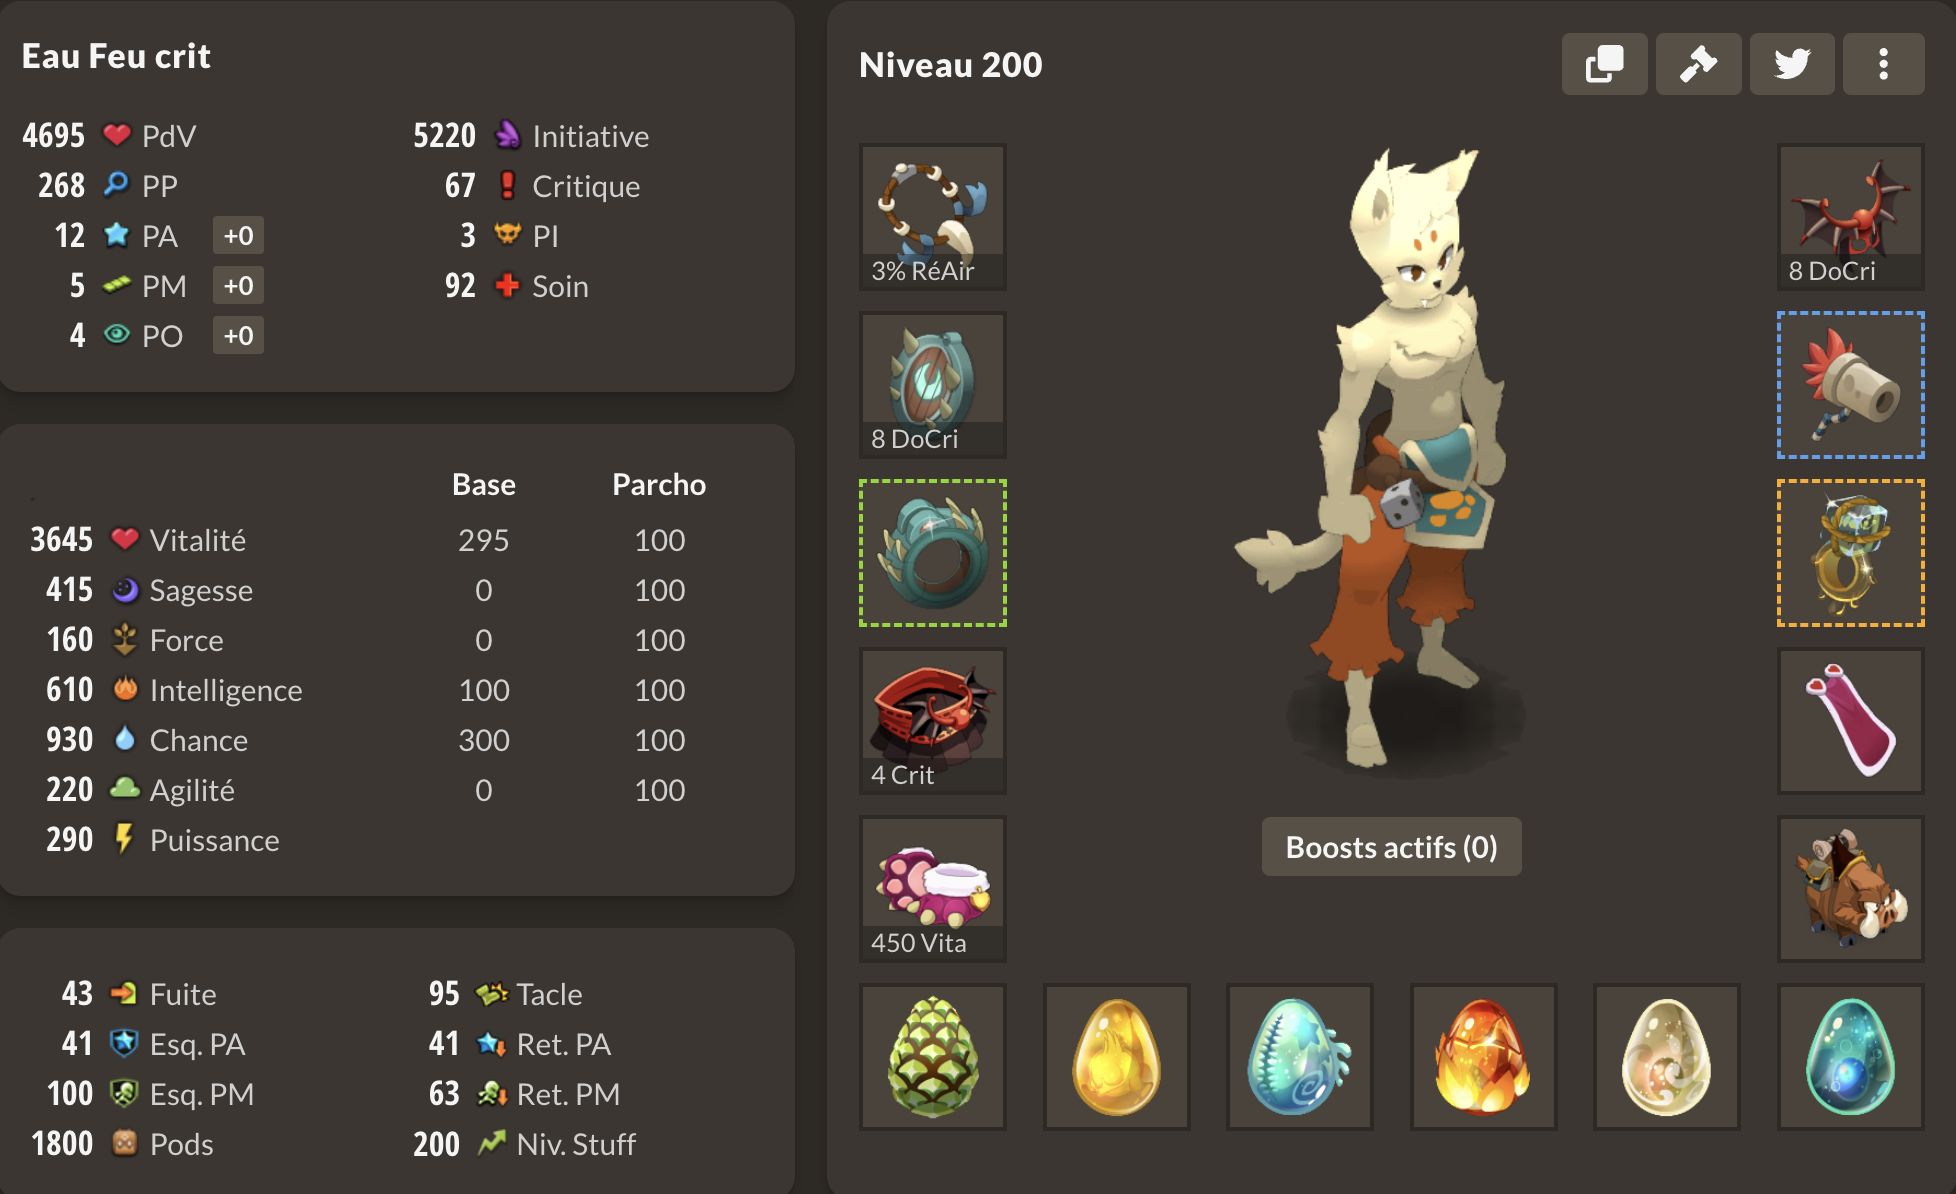 Eau Feu crit
4695 PdV
5220 Initiative
268 PP
67 Critique
12 PA +0
3 PI
5 PM +0
92 Soin
4 PO +0
Base Parcho
3645 Vitalité 295 100
415 Sagesse 0 100
160 Force 0 100
610 Intelligence 100 100
930 Chance 300 100
220 Agilité 0 100
290 Puissance
43 Fuite
95 Tacle
41 Esq. PA
41 Ret. PA
100 Esq. PM
63 Ret. PM
1800 Pods
200 Niv. Stuff
Niveau 200
3% RéAir
8 DoCri
8 DoCri
4 Crit
450 Vita
Boosts actifs (0)